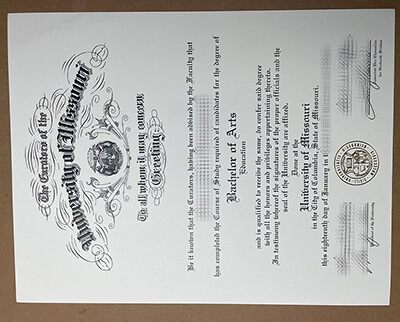 The Curators of the
University of Missouri
To all whom it may concern
Greeting:
Be it known that the Curators, having been advised by the Faculty that
has completed the Course of Study required of candidates for the degree of
Bachelor of Arts
Education
and is qualified to receive the same, do confer said degree
with all the honors and privileges appertaining thereto.
In testimony whereof the signatures of the proper officials and the
seal of the University are affixed.
Done at the
University of Missouri
in the City of Columbia, State of Missouri,
this eighteenth day of January in